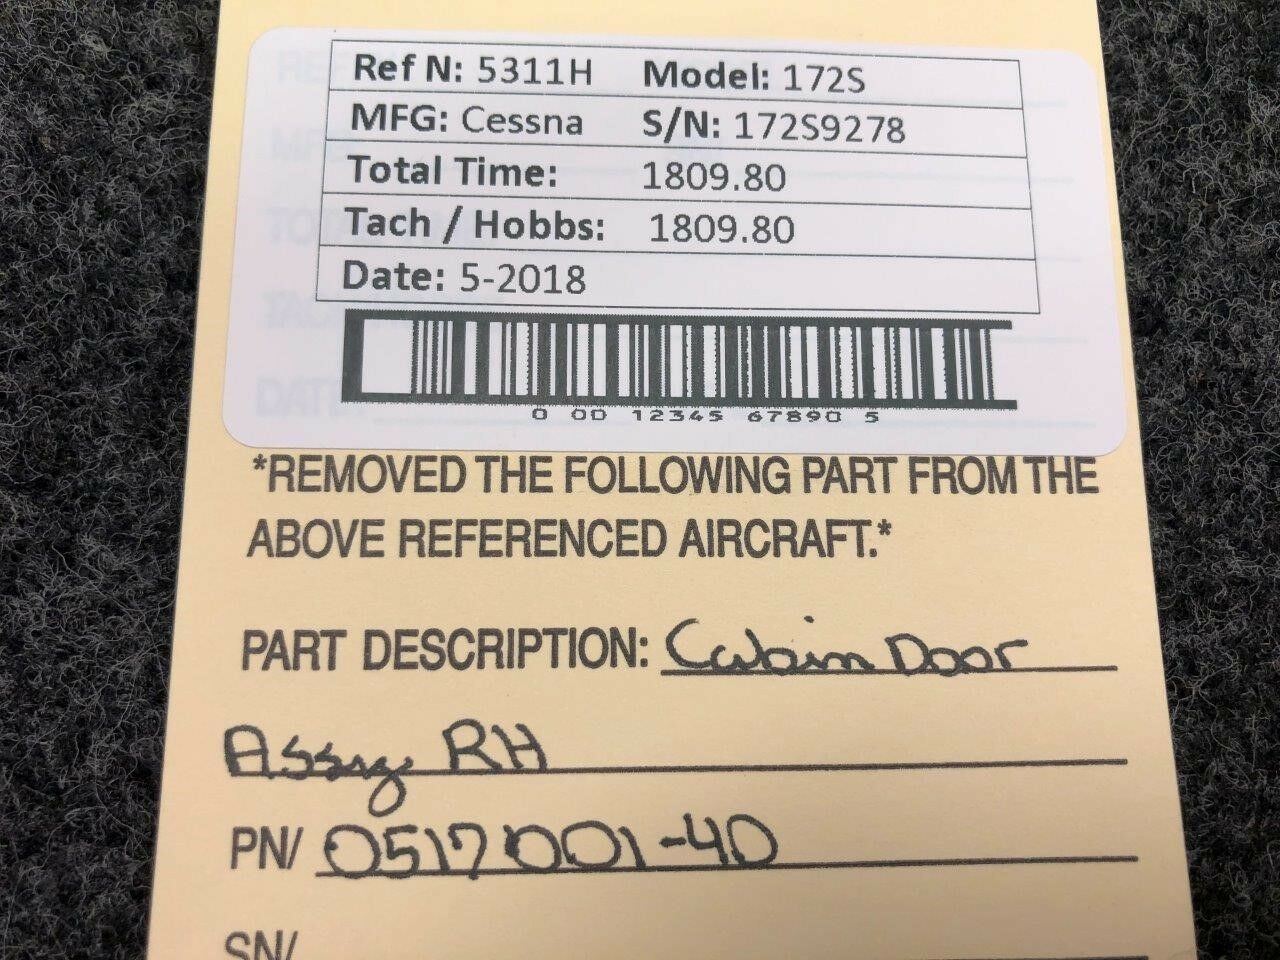 Ref N: 5311H Model: 172S
MFG: Cessna S/N: 172S9278
Total Time: 1809.80
Tach / Hobbs: 1809.80
Date: 5-2018
0 00 12345 67890 5
*REMOVED THE FOLLOWING PART FROM THE
ABOVE REFERENCED AIRCRAFT.*
PART DESCRIPTION: Cabin Door
Assy. RH
PN/ 0517001-40
SN/